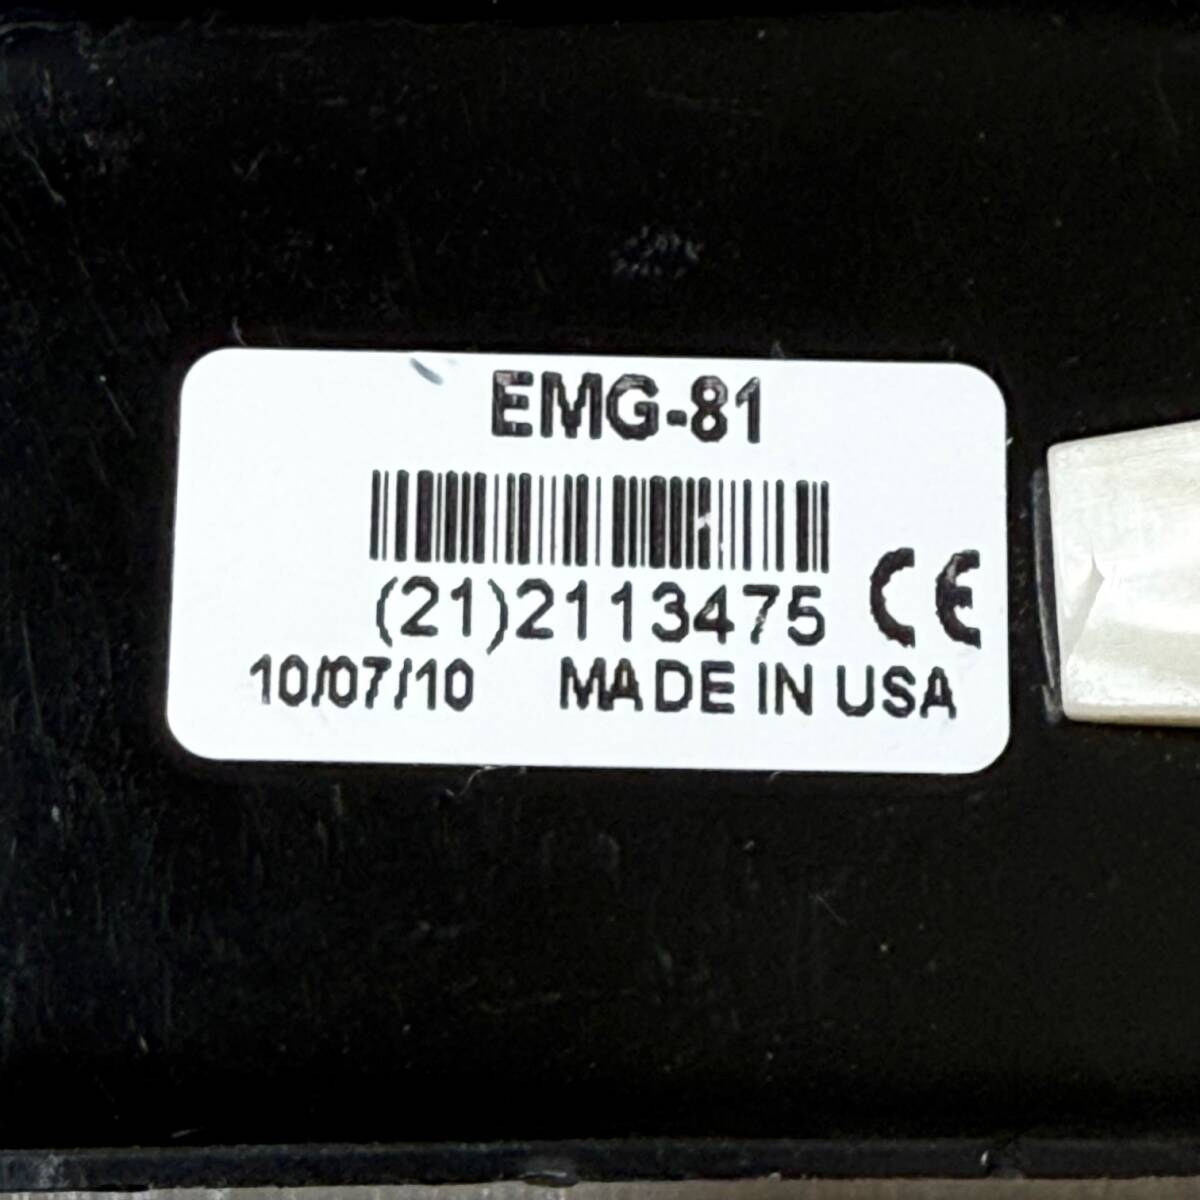 EMG-81
(21)2113475 CE
10/07/10 MADE IN USA